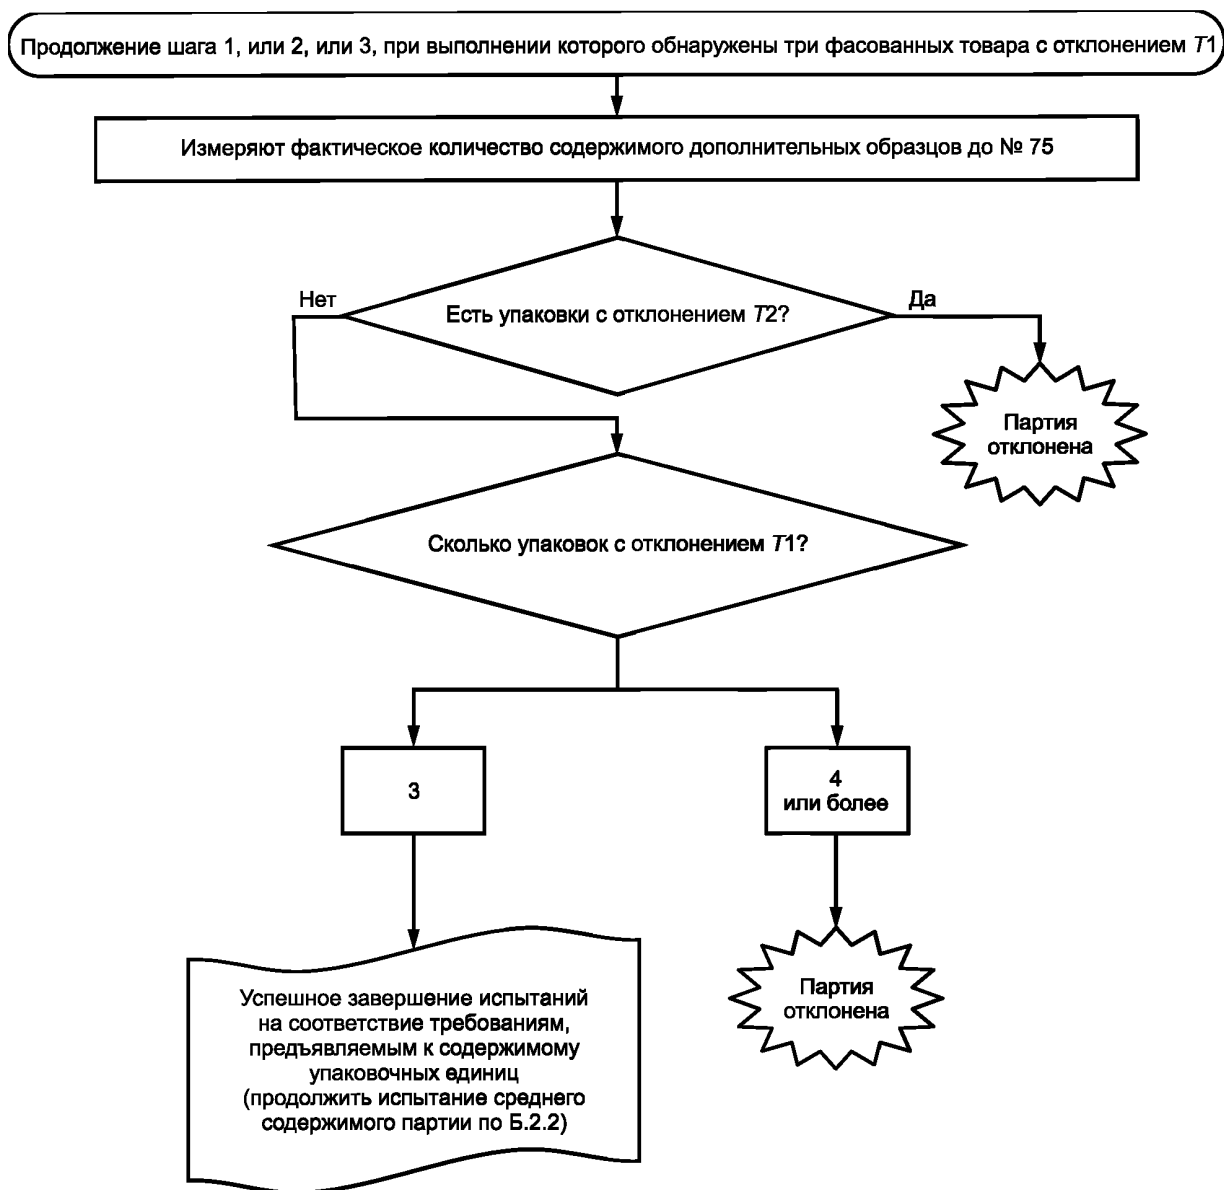 Продолжение шага 1, или 2, или 3, при выполнении которого обнаружены три фасованных товара с отклонением T1
Измеряют фактическое количество содержимого дополнительных образцов до № 75
Нет
Есть упаковки с отклонением T2?
Да
Партия
отклонена
Сколько упаковок с отклонением T1?
3
4
или более
Успешное завершение испытаний
на соответствие требованиям,
предъявляемым к содержимому
упаковочных единиц
(продолжить испытание среднего
содержимого партии по Б.2.2)
Партия
отклонена